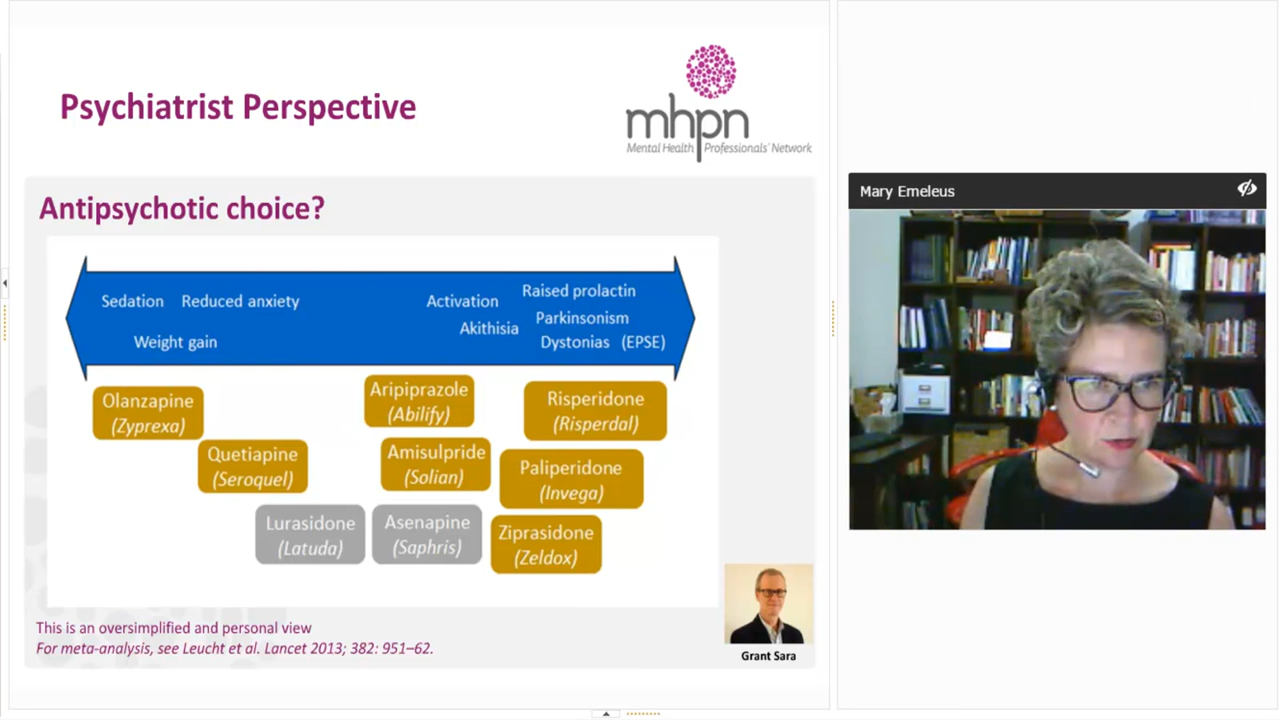 Psychiatrist Perspective
mhpn
Mental Health Professionals' Network
Antipsychotic choice?
Sedation Reduced anxiety
Weight gain
Activation
Akithisia
Raised prolactin
Parkinsonism
Dystonias (EPSE)
Olanzapine
(Zyprexa)
Quetiapine
(Seroquel)
Lurasidone
(Latuda)
Aripiprazole
(Abilify)
Amisulpride
(Solian)
Asenapine
(Saphris)
Risperidone
(Risperdal)
Paliperidone
(Invega)
Ziprasidone
(Zeldox)
This is an oversimplified and personal view
For meta-analysis, see Leucht et al. Lancet 2013; 382: 951–62.
Grant Sara
Mary Emeleus